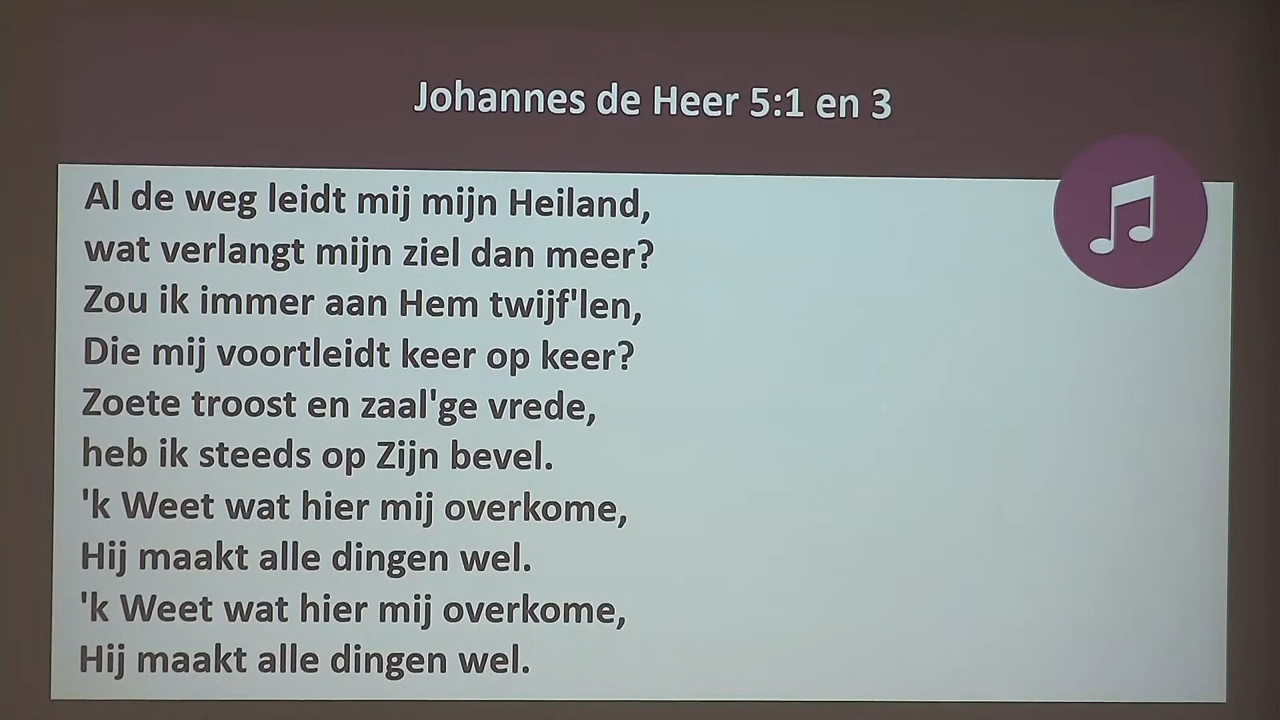 Johannes de Heer 5:1 en 3
Al de weg leidt mij mijn Heiland,
wat verlangt mijn ziel dan meer?
Zou ik immer aan Hem twijf'len,
Die mij voortleidt keer op keer?
Zoete troost en zaal'ge vrede,
heb ik steeds op Zijn bevel.
'k Weet wat hier mij overkome,
Hij maakt alle dingen wel.
'k Weet wat hier mij overkome,
Hij maakt alle dingen wel.